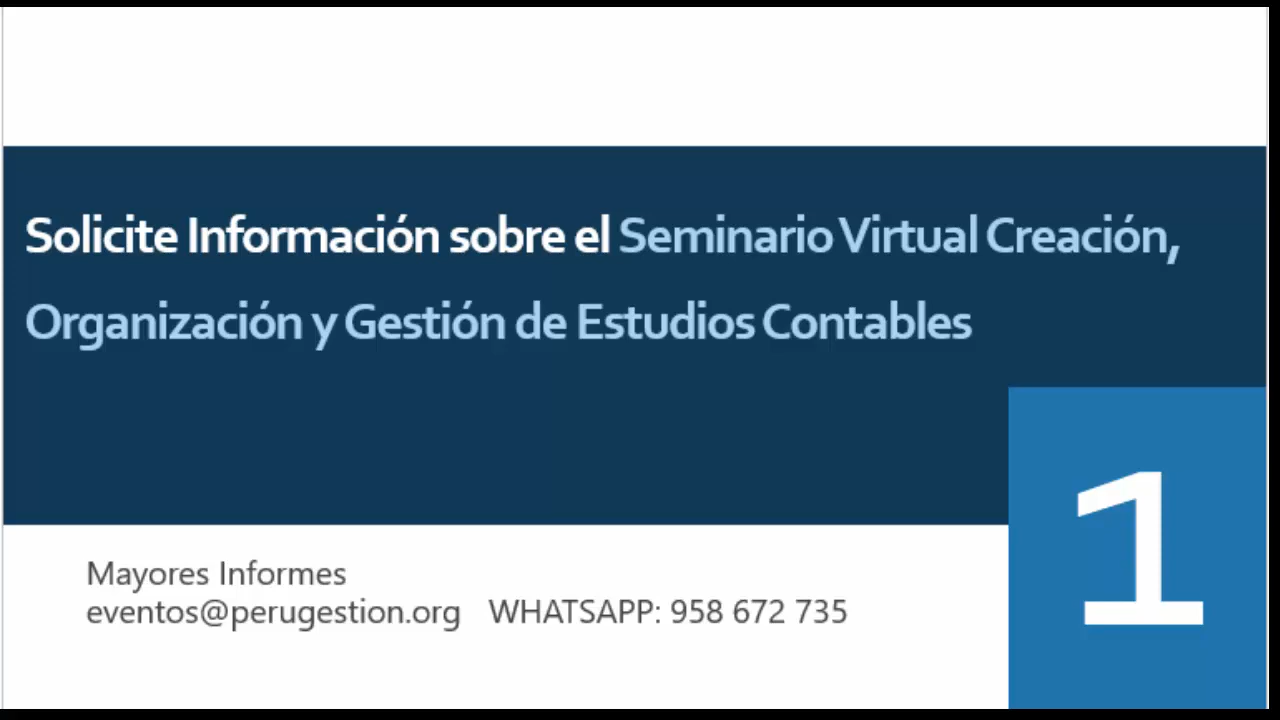 Solicite Información sobre el Seminario Virtual Creación,
Organización y Gestión de Estudios Contables
1
Mayores Informes
eventos@perugestion.org WHATSAPP: 958 672 735